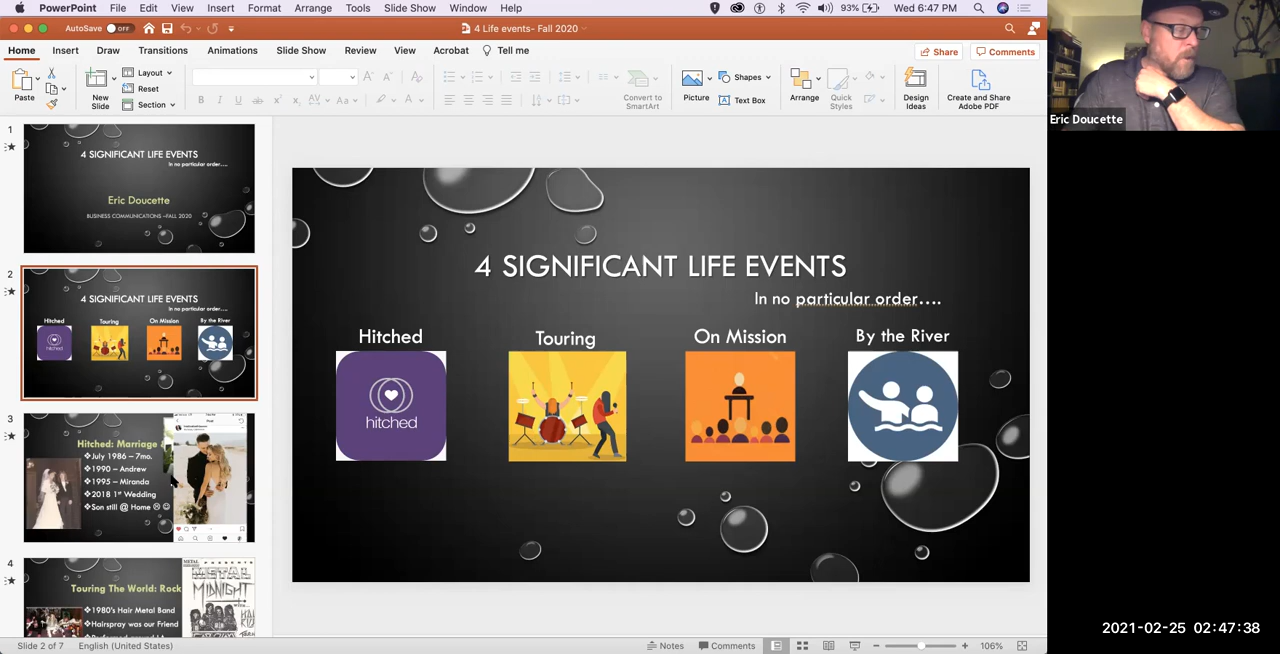 PowerPoint File Edit View Insert Format Arrange Tools Slide Show Window Help 93% Wed 6:47 PM
AutoSave OFF 4 Life events- Fall 2020
Home Insert Draw Transitions Animations Slide Show Review View Acrobat Tell me Share Comments
Paste
New Slide
Layout
Reset
Section
Convert to SmartArt
Picture
Shapes
Text Box
Arrange
Quick Styles
Design Ideas
Create and Share Adobe PDF
Eric Doucette
1
4 SIGNIFICANT LIFE EVENTS
In no particular order....
Eric Doucette
BUSINESS COMMUNICATIONS –FALL 2020
2
4 SIGNIFICANT LIFE EVENTS
In no particular order....
Hitched Touring On Mission By the River
hitched
3
Hitched: Marriage &
❖July 1986 – 7mo.
❖1990 – Andrew
❖1995 – Miranda
❖2018 1st Wedding
❖Son still @ Home ☹ ☺
4
Touring The World: Rock
❖1980's Hair Metal Band
❖Hairspray was our Friend
METAL
MIDNIGHT
4 SIGNIFICANT LIFE EVENTS
In no particular order....
Hitched Touring On Mission By the River
hitched
2021-02-25 02:47:38
Slide 2 of 7 English (United States) Notes Comments 106%